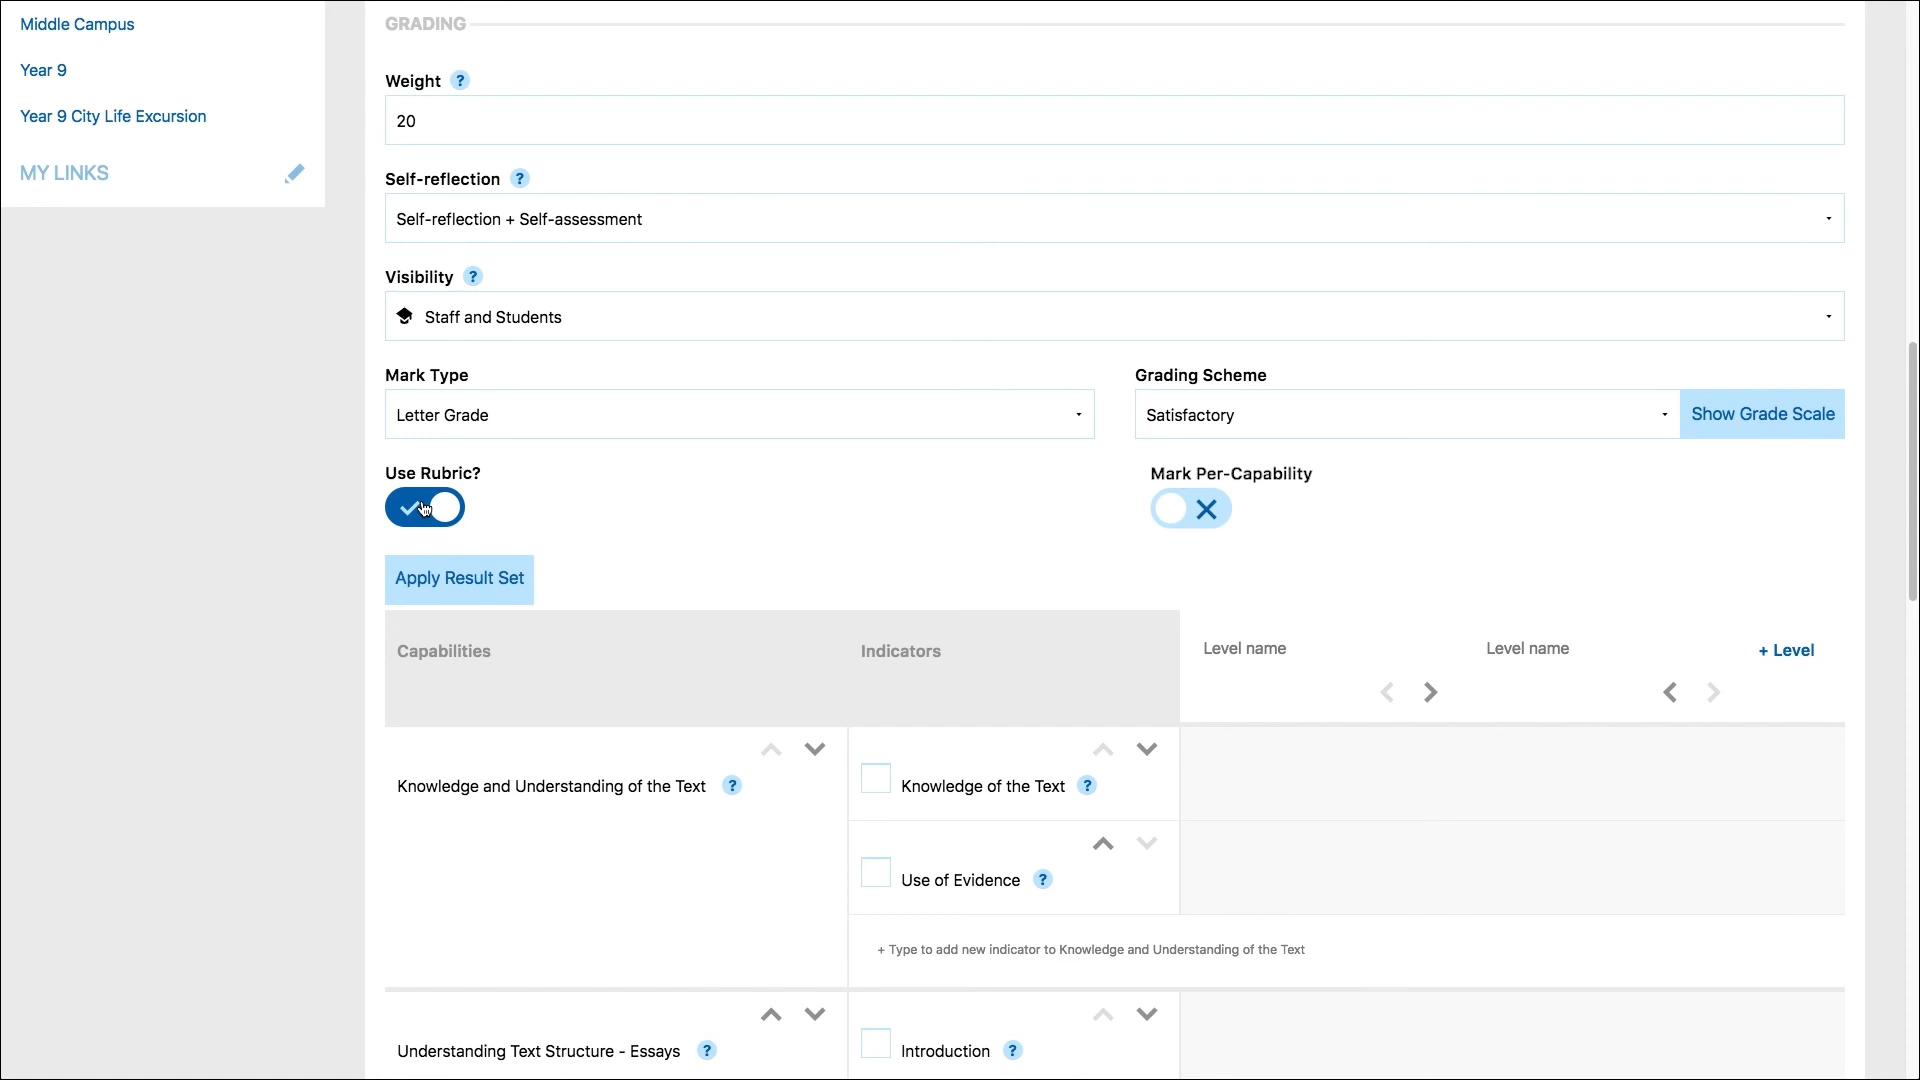 Middle Campus
Year 9
Year 9 City Life Excursion
MY LINKS
GRADING
Weight ?
20
Self-reflection ?
Self-reflection + Self-assessment
Visibility ?
Staff and Students
Mark Type
Letter Grade
Grading Scheme
Satisfactory
Show Grade Scale
Use Rubric?
Mark Per-Capability
Apply Result Set
Capabilities
Indicators
Level name
Level name
+ Level
Knowledge and Understanding of the Text ?
Knowledge of the Text ?
Use of Evidence ?
+ Type to add new indicator to Knowledge and Understanding of the Text
Understanding Text Structure - Essays ?
Introduction ?